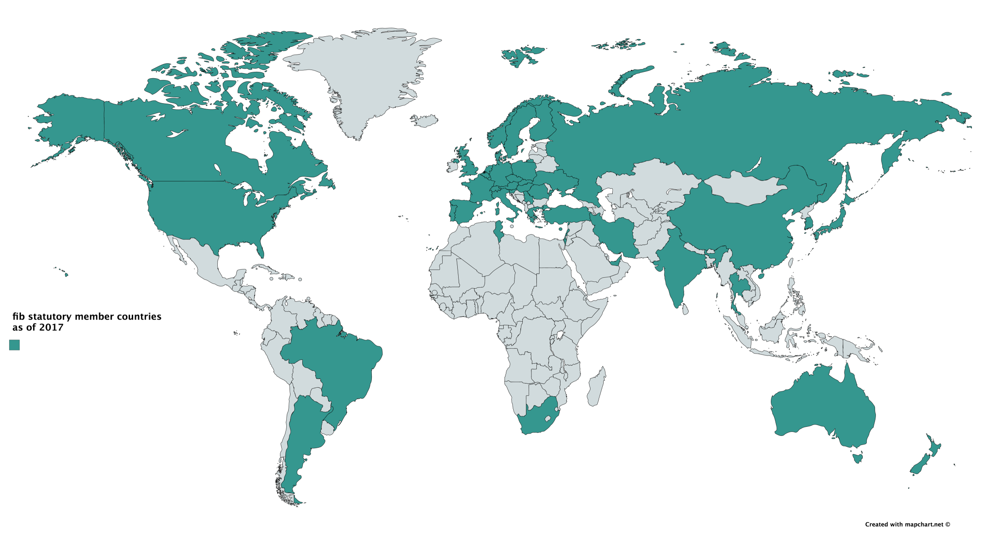 fib statutory member countries
as of 2017
Created with mapchart.net ©